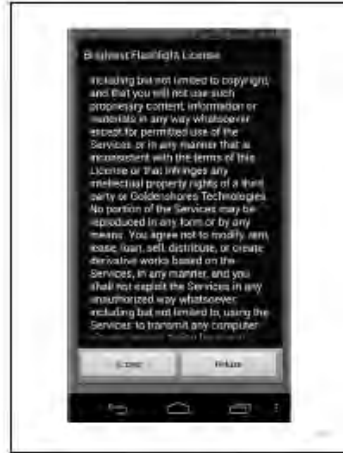 Brightest Flashlight License
including but not limited to copyright,
and that you will not use such
proprietary content, information or
materials in any way whatsoever
except for permitted use of the
Services or in any manner that is
inconsistent with the terms of this
License or that infringes any
intellectual property rights of a third
party or Goldenshores Technologies.
No portion of the Services may be
reproduced in any form or by any
means. You agree not to modify, rent,
lease, loan, sell, distribute, or create
derivative works based on the
Services, in any manner, and you
shall not exploit the Services in any
unauthorized way whatsoever,
including but not limited to, using the
Services to transmit any computer
Accept
Refuse